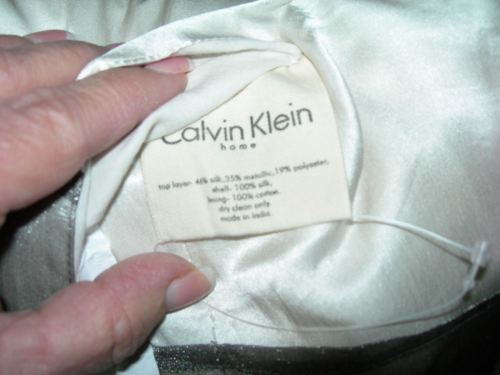 Calvin Klein
home
top layer- 46% silk, 35% metallic, 19% polyester,
shell- 100% silk,
lining- 100% cotton.
dry clean only
made in india.